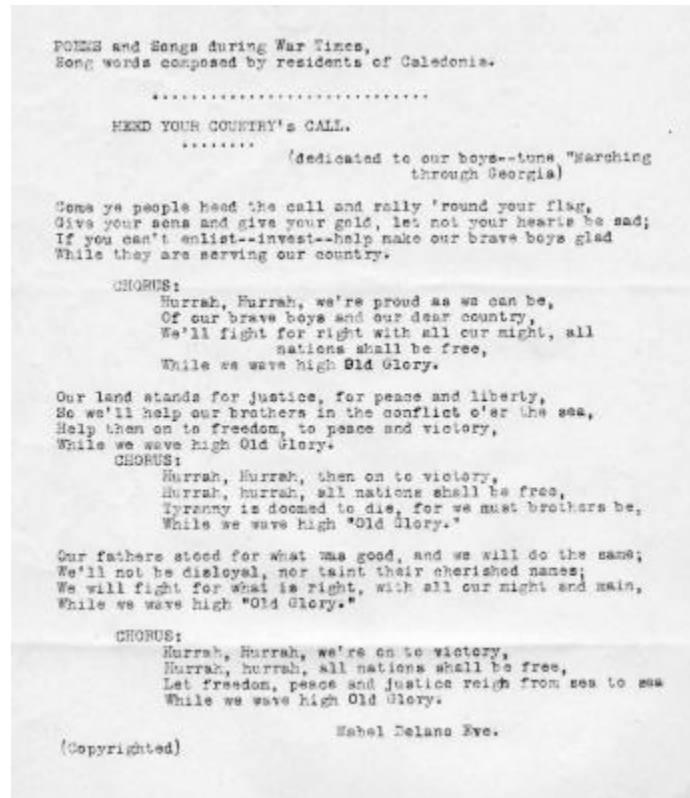 POEMS and Songs during War Times,
Song words composed by residents of Caledonia.
..............................
HEED YOUR COUNTRY's CALL.
........
(dedicated to our boys--tune "Marching
through Georgia)
Come ye people heed the call and rally 'round your flag,
Give your sons and give your gold, let not your hearts be sad;
If you can't enlist--invest--help make our brave boys glad
While they are serving our country.
CHORUS:
Hurrah, Hurrah, we're proud as we can be,
Of our brave boys and our dear country,
We'll fight for right with all our might, all
nations shall be free,
While we wave high Old Glory.
Our land stands for justice, for peace and liberty,
So we'll help our brothers in the conflict o'er the sea,
Help then on to freedom, to peace and victory,
While we wave high Old Glory.
CHORUS:
Hurrah, Hurrah, then on to victory,
Hurrah, hurrah, all nations shall be free,
Tyranny is doomed to die, for we must brothers be,
While we wave high "Old Glory."
Our fathers stood for what was good, and we will do the same;
We'll not be disloyal, nor taint their cherished names;
We will fight for what is right, with all our might and main,
While we wave high "Old Glory."
CHORUS:
Hurrah, Hurrah, we're on to victory,
Hurrah, hurrah, all nations shall be free,
Let freedom, peace and justice reigh from sea to sea
While we wave high Old Glory.
Mabel Delano Eve.
(Copyrighted)